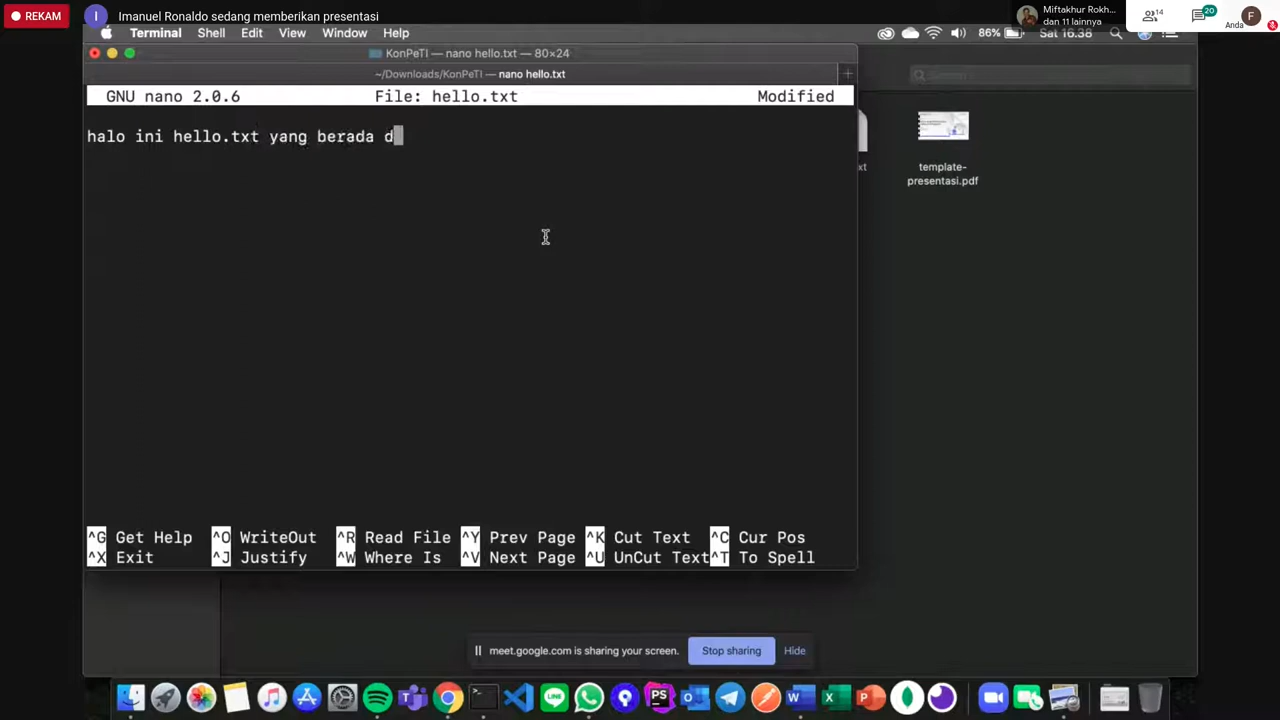 REKAM
I
Imanuel Ronaldo sedang memberikan presentasi
Miftakhur Rokh...
dan 11 lainnya
14
20
F
Anda
Terminal Shell Edit View Window Help
86%
Sat 16.38
KonPeTI — nano hello.txt — 80×24
~/Downloads/KonPeTI — nano hello.txt
+
Search
GNU nano 2.0.6 File: hello.txt Modified
halo ini hello.txt yang berada d
xt
template-
presentasi.pdf
^G Get Help ^O WriteOut ^R Read File ^Y Prev Page ^K Cut Text ^C Cur Pos
^X Exit ^J Justify ^W Where Is ^V Next Page ^U UnCut Text ^T To Spell
meet.google.com is sharing your screen. Stop sharing Hide